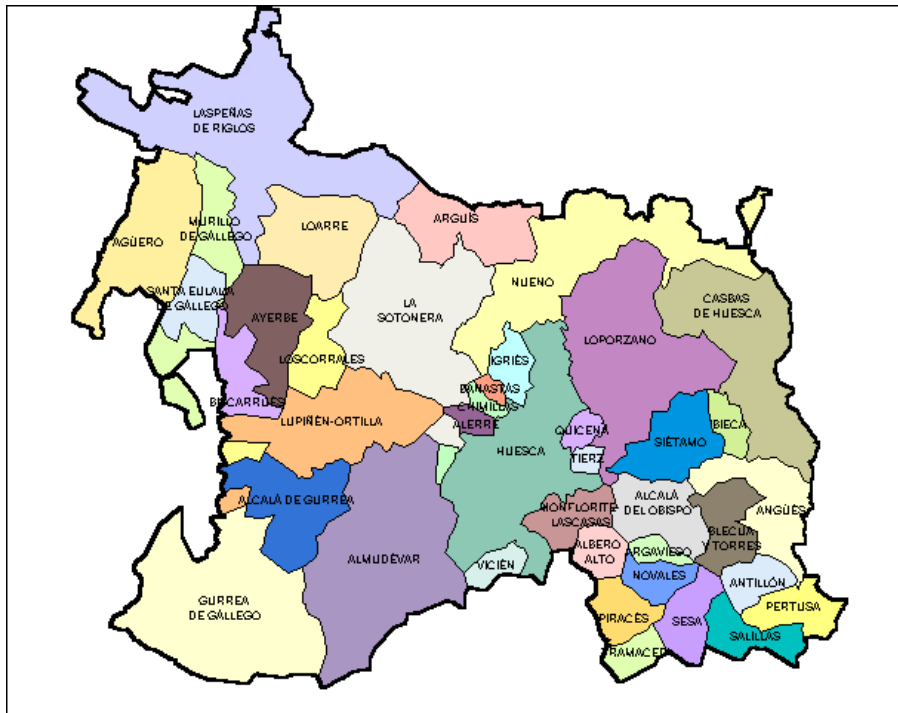 LASPEÑAS
DE RIGLOS
MURILLO
DE GÁLLEGO
AGÜERO
LOARRE
ARGUÍS
NUENO
SANTA EULALIA
DE GÁLLEGO
AYERBE
LA
SOTONERA
CASBAS
DE HUESCA
LOPORZANO
LOSCORRALES
IGRIÉS
BANASTÁS
CHIMILLAS
BISCARRUÉS
LUPIÑÉN-ORTILLA
ALERRE
QUICENA
IBIECA
SIÉTAMO
HUESCA
TIERZ
ALCALÁ DE GURREA
ALCALÁ
DEL OBISPO
MONFLORITE
LASCASAS
ANGÜÉS
BLECUA
Y TORRES
ALMUDÉVAR
ALBERO
ALTO
ARGAVIESO
VICIÉN
NOVALES
ANTILLÓN
GURREA
DE GÁLLEGO
PERTUSA
PIRACÉS
SESA
SALILLAS
TRAMACED